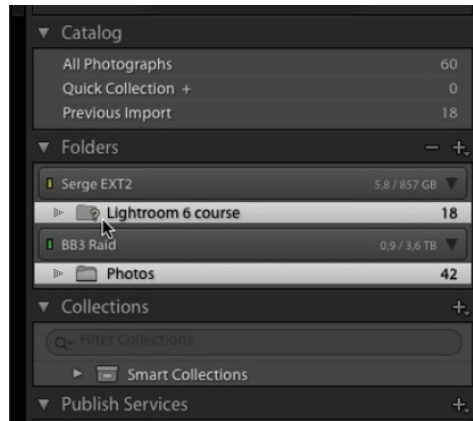 Catalog
All Photographs 60
Quick Collection + 0
Previous Import 18
Folders
Serge EXT2 5,8 / 857 GB
Lightroom 6 course 18
BB3 Raid 0,9 / 3,6 TB
Photos 42
Collections
Filter Collections
Smart Collections
Publish Services